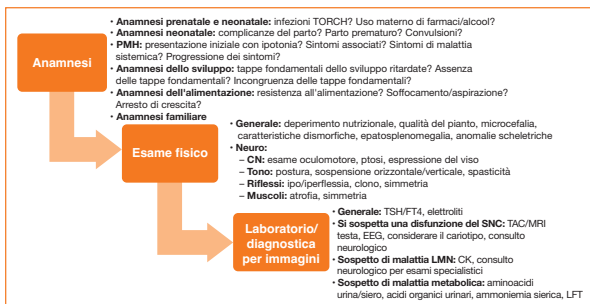 Anamnesi
• Anamnesi prenatale e neonatale: infezioni TORCH? Uso materno di farmaci/alcool?
• Anamnesi neonatale: complicanze del parto? Parto prematuro? Convulsioni?
• PMH: presentazione iniziale con ipotonia? Sintomi associati? Sintomi di malattia
sistemica? Progressione dei sintomi?
• Anamnesi dello sviluppo: tappe fondamentali dello sviluppo ritardate? Assenza
delle tappe fondamentali? Incongruenza delle tappe fondamentali?
• Anamnesi dell'alimentazione: resistenza all'alimentazione? Soffocamento/aspirazione?
Arresto di crescita?
• Anamnesi familiare
Esame fisico
• Generale: deperimento nutrizionale, qualità del pianto, microcefalia,
caratteristiche dismorfiche, epatosplenomegalia, anomalie scheletriche
• Neuro:
– CN: esame oculomotore, ptosi, espressione del viso
– Tono: postura, sospensione orizzontale/verticale, spasticità
– Riflessi: ipo/iperflessia, clono, simmetria
– Muscoli: atrofia, simmetria
Laboratorio/
diagnostica
per immagini
• Generale: TSH/FT4, elettroliti
• Si sospetta una disfunzione del SNC: TAC/MRI
testa, EEG, considerare il cariotipo, consulto
neurologico
• Sospetto di malattia LMN: CK, consulto
neurologico per esami specialistici
• Sospetto di malattia metabolica: aminoacidi
urina/siero, acidi organici urinari, ammoniemia sierica, LFT